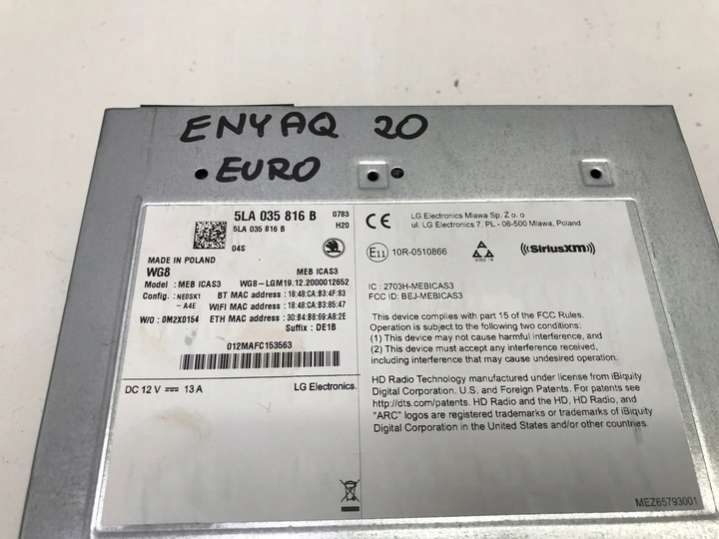 ENYAQ 20
EURO
5LA 035 816 B 0783
5LA 035 816 B H20
04S
MADE IN POLAND
WG8 MEB ICAS3
Model : MEB ICAS3 WG8-LGM19.12.2000012652
Config. : NE0SK1 BT MAC address : 18:48:CA:B3:4F:83
-A4E WIFI MAC address : 18:48:CA:B3:B5:47
W/O : 0M2X0154 ETH MAC address : 30:B4:B8:69:A8:2E
Suffix : DE1B
012MAFC153563
DC 12 V 13 A LG Electronics.
CE LG Electronics Mlawa Sp. Z o. o
ul. LG Electronics 7, PL - 06-500 Mlawa, Poland
E11 10R-0510866 SiriusXM
IC : 2703H-MEBICAS3
FCC ID: BEJ-MEBICAS3
This device complies with part 15 of the FCC Rules.
Operation is subject to the following two conditions:
(1) This device may not cause harmful interference, and
(2) This device must accept any interference received,
including interference that may cause undesired operation.
HD Radio Technology manufactured under license from iBiquity
Digital Corporation. U.S. and Foreign Patents. For patents see
http://dts.com/patents. HD Radio and the HD, HD Radio, and
"ARC" logos are registered trademarks or trademarks of iBiquity
Digital Corporation in the United States and/or other countries.
MEZ65793001